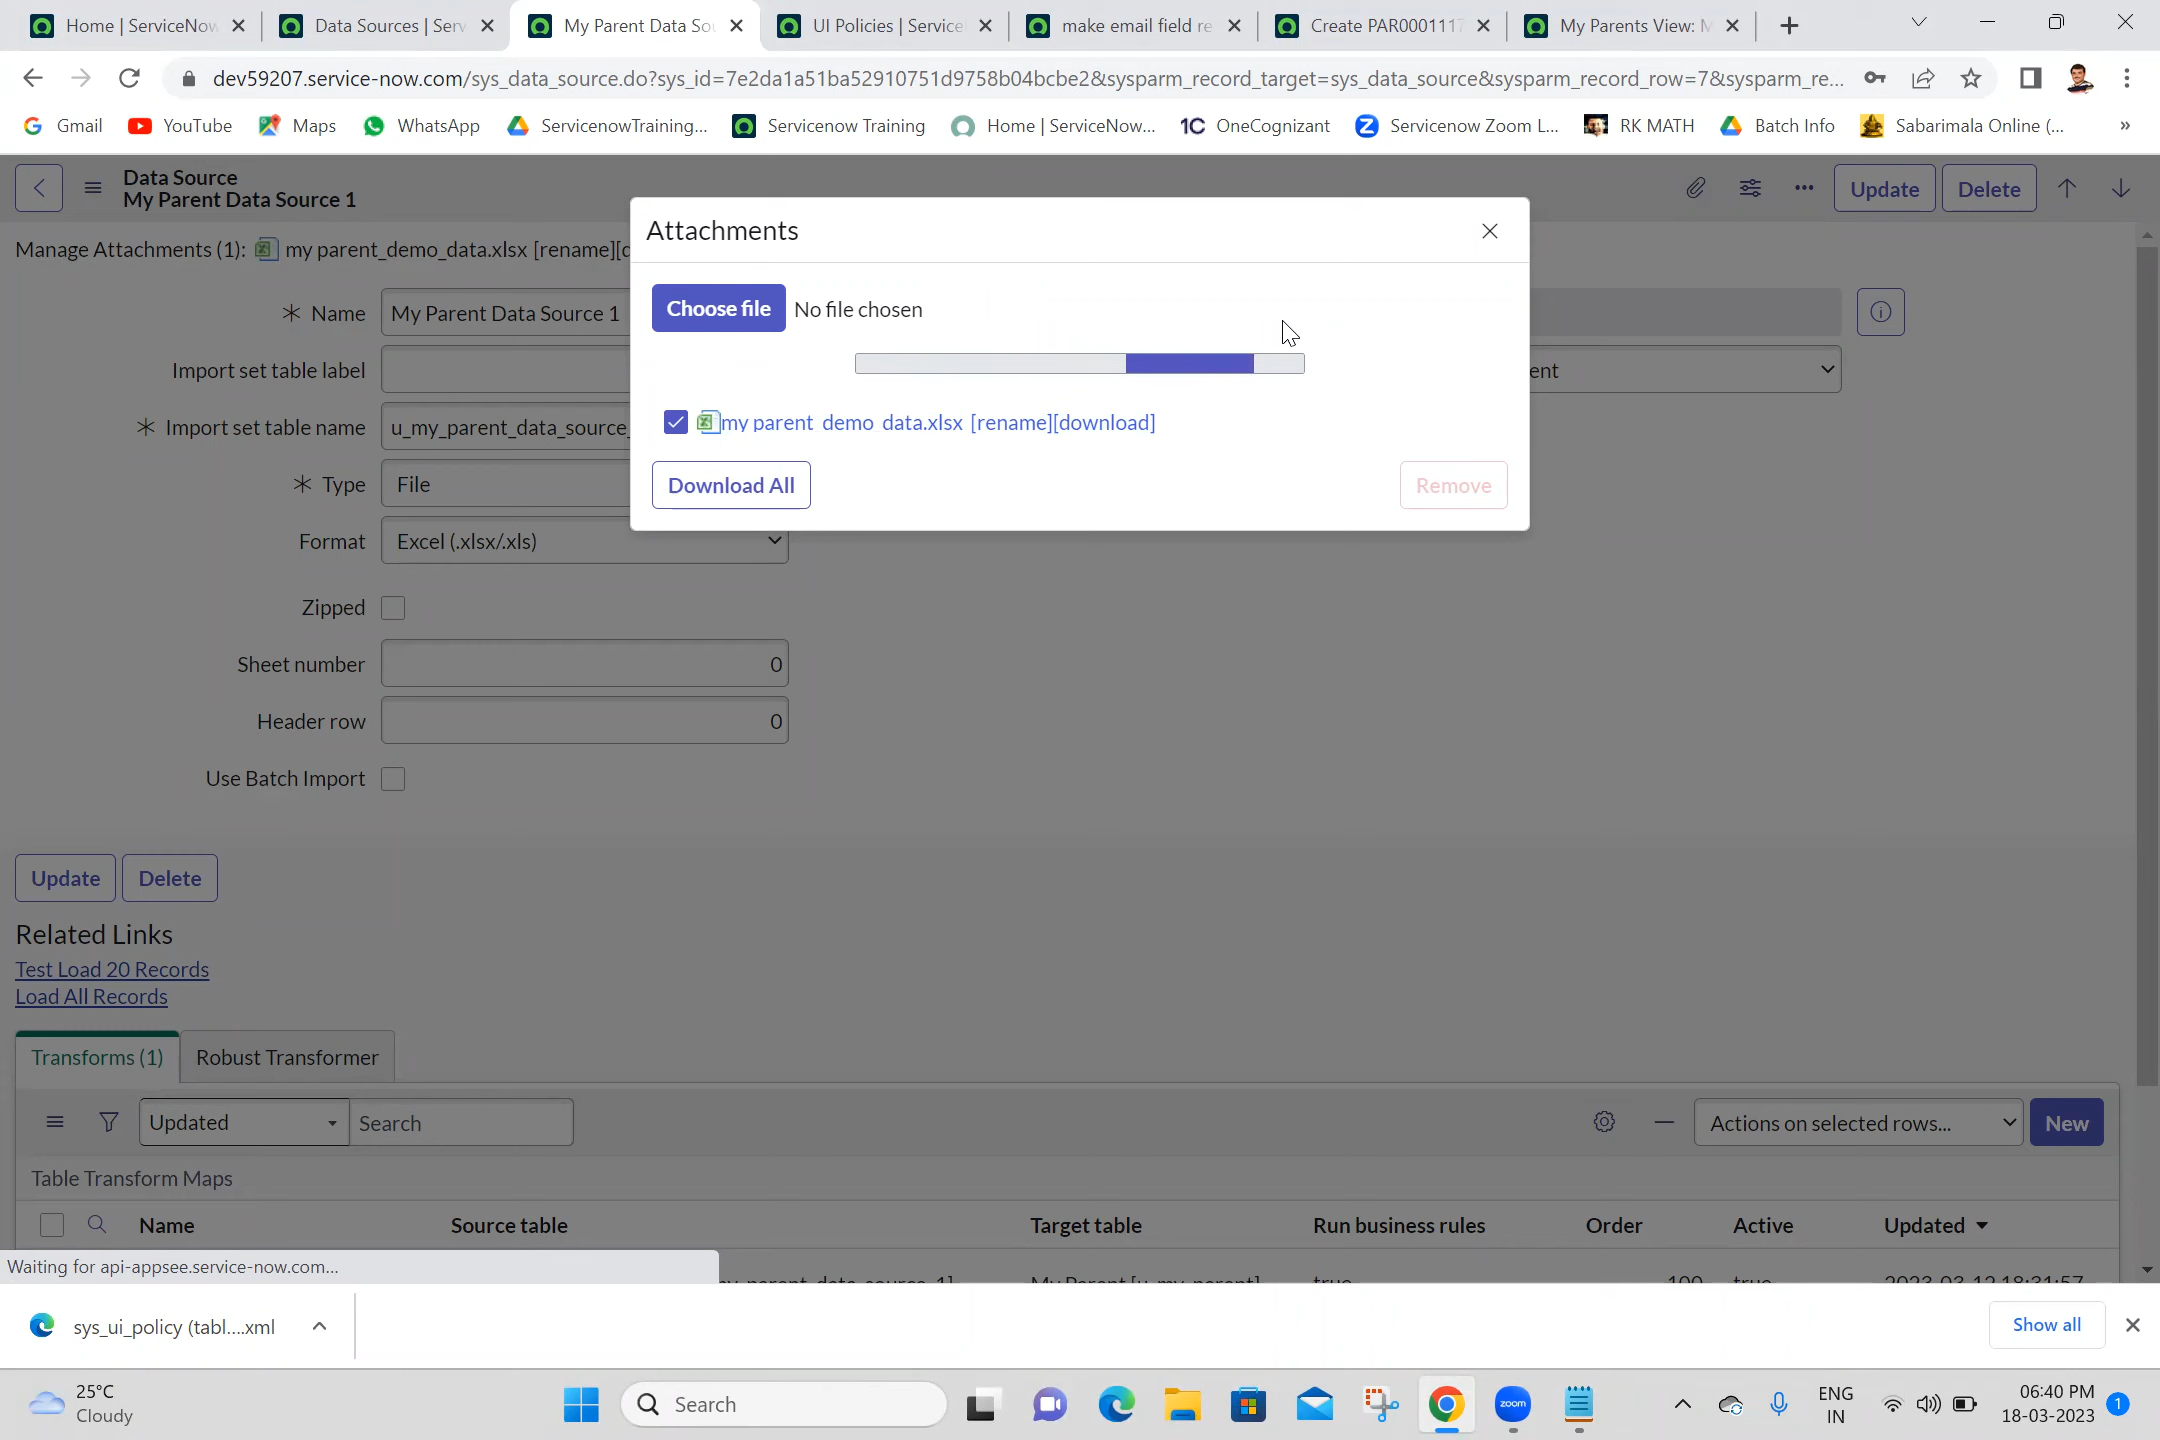 Home | ServiceNow
Data Sources | Serv
My Parent Data Sou
UI Policies | Service
make email field re
Create PAR0001117
My Parents View: M
dev59207.service-now.com/sys_data_source.do?sys_id=7e2da1a51ba52910751d9758b04bcbe2&sysparm_record_target=sys_data_source&sysparm_record_row=7&sysparm_re...
Gmail
YouTube
Maps
WhatsApp
ServicenowTraining...
Servicenow Training
Home | ServiceNow...
1C OneCognizant
Servicenow Zoom L...
RK MATH
Batch Info
Sabarimala Online (...
»
Data Source
My Parent Data Source 1
Update
Delete
Manage Attachments (1): my parent_demo_data.xlsx [rename]
Attachments
Choose file No file chosen
my parent demo data.xlsx [rename][download]
Download All
Remove
Name My Parent Data Source 1
Import set table label
ent
Import set table name u_my_parent_data_source_
Type File
Format Excel (.xlsx/.xls)
Zipped
Sheet number 0
Header row 0
Use Batch Import
Update
Delete
Related Links
Test Load 20 Records
Load All Records
Transforms (1)
Robust Transformer
Updated
Search
Actions on selected rows...
New
Table Transform Maps
Name
Source table
Target table
Run business rules
Order
Active
Updated
Waiting for api-appsee.service-now.com...
sys_ui_policy (tabl....xml
Show all
25°C
Cloudy
Search
zoom
ENG
IN
06:40 PM
18-03-2023
1